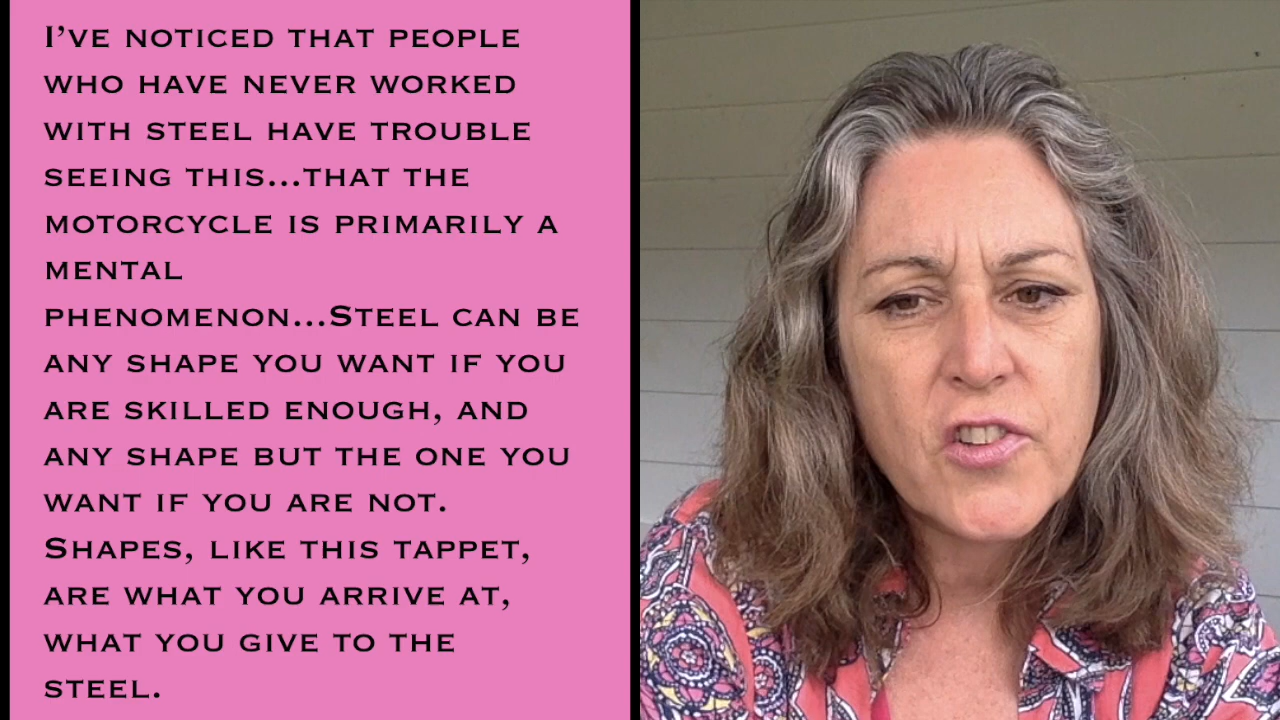 I’VE NOTICED THAT PEOPLE
WHO HAVE NEVER WORKED
WITH STEEL HAVE TROUBLE
SEEING THIS...THAT THE
MOTORCYCLE IS PRIMARILY A
MENTAL
PHENOMENON...STEEL CAN BE
ANY SHAPE YOU WANT IF YOU
ARE SKILLED ENOUGH, AND
ANY SHAPE BUT THE ONE YOU
WANT IF YOU ARE NOT.
SHAPES, LIKE THIS TAPPET,
ARE WHAT YOU ARRIVE AT,
WHAT YOU GIVE TO THE
STEEL.